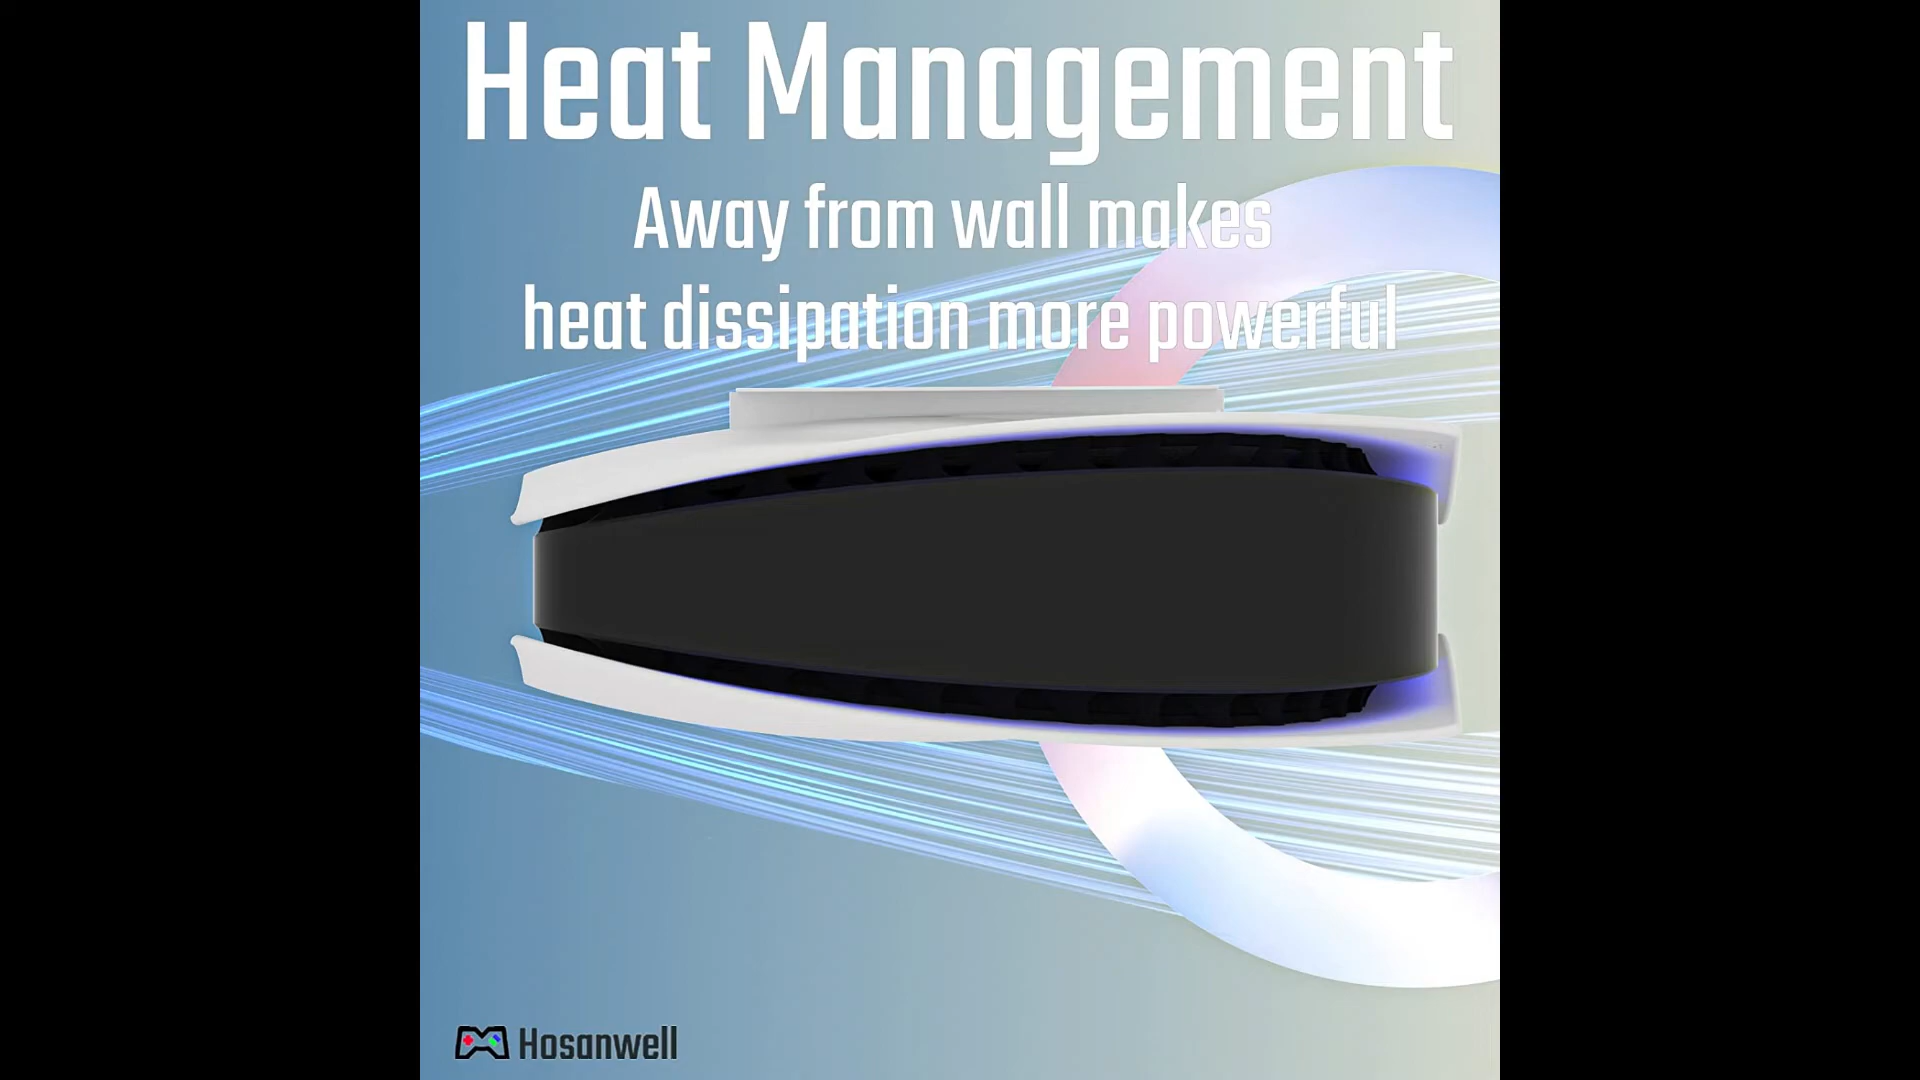 Heat Management
Away from wall makes
heat dissipation more powerful
Hosanwell